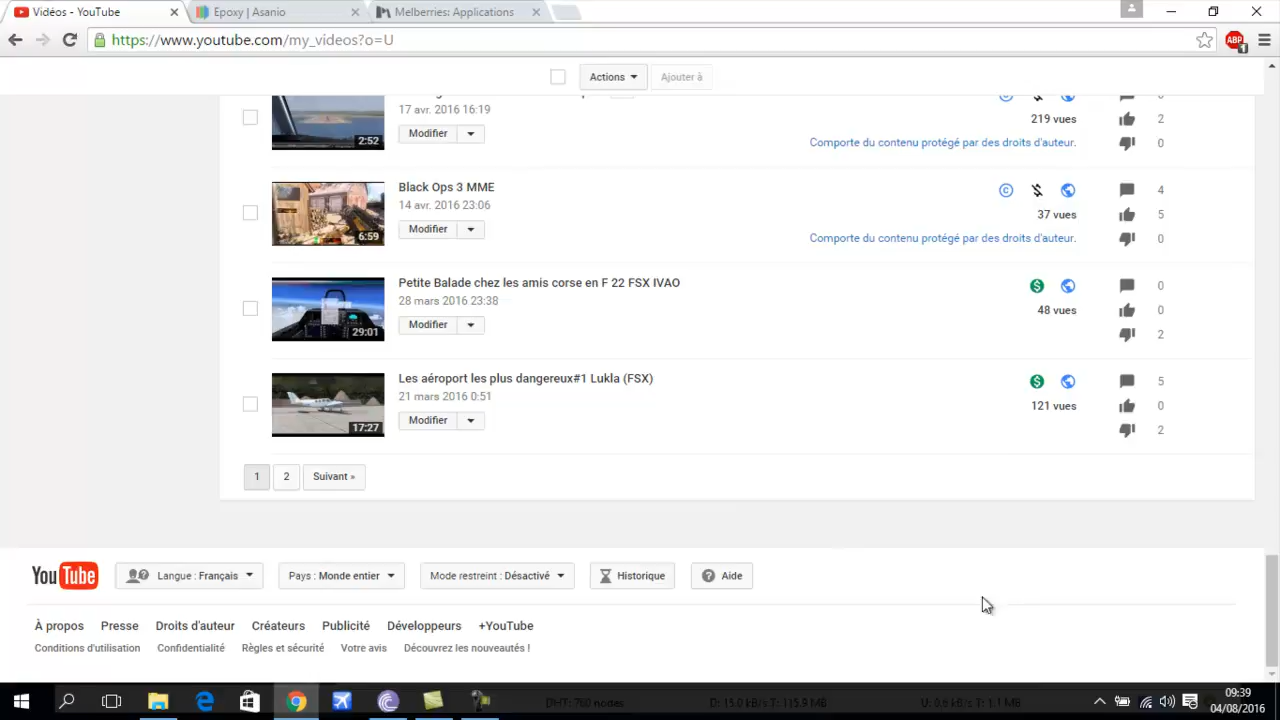 Vidéos - YouTube
Epoxy | Asanio
Melberries: Applications
https://www.youtube.com/my_videos?o=U
ABP 1
Actions
Ajouter à
17 avr. 2016 16:19
219 vues
2
2:52
Modifier
Comporte du contenu protégé par des droits d'auteur.
0
Black Ops 3 MME
4
14 avr. 2016 23:06
37 vues
5
6:59
Modifier
Comporte du contenu protégé par des droits d'auteur.
0
Petite Balade chez les amis corse en F 22 FSX IVAO
0
28 mars 2016 23:38
48 vues
0
29:01
Modifier
2
Les aéroport les plus dangereux#1 Lukla (FSX)
5
21 mars 2016 0:51
121 vues
0
17:27
Modifier
2
1
2
Suivant »
YouTube
Langue : Français
Pays : Monde entier
Mode restreint : Désactivé
Historique
Aide
À propos Presse Droits d'auteur Créateurs Publicité Développeurs +YouTube
Conditions d'utilisation Confidentialité Règles et sécurité Votre avis Découvrez les nouveautés !
09:39
04/08/2016